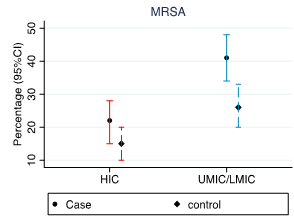 MRSA
Percentage (95%CI)
50
40
30
20
10
HIC UMIC/LMIC
Case control